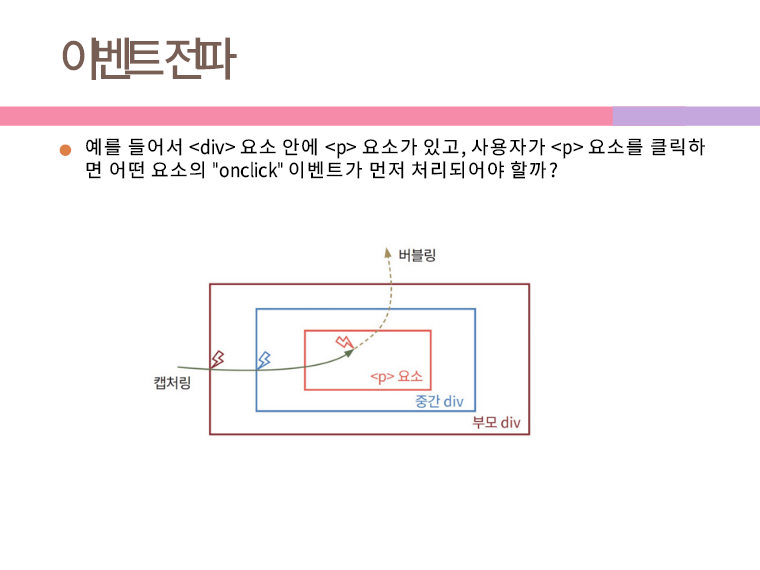 이벤트 전파
예를 들어서 <div> 요소 안에 <p> 요소가 있고, 사용자가 <p> 요소를 클릭하
면 어떤 요소의 "onclick" 이벤트가 먼저 처리되어야 할까?
버블링
캡처링
<p> 요소
중간 div
부모 div